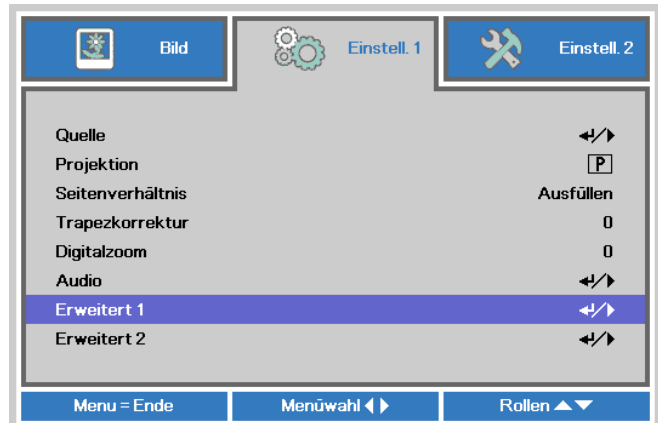 Bild
Einstell. 1
Einstell. 2
Quelle ↵/▶
Projektion P
Seitenverhältnis Ausfüllen
Trapezkorrektur 0
Digitalzoom 0
Audio ↵/▶
Erweitert 1 ↵/▶
Erweitert 2 ↵/▶
Menu = Ende
Menüwahl ◀▶
Rollen ▲▼